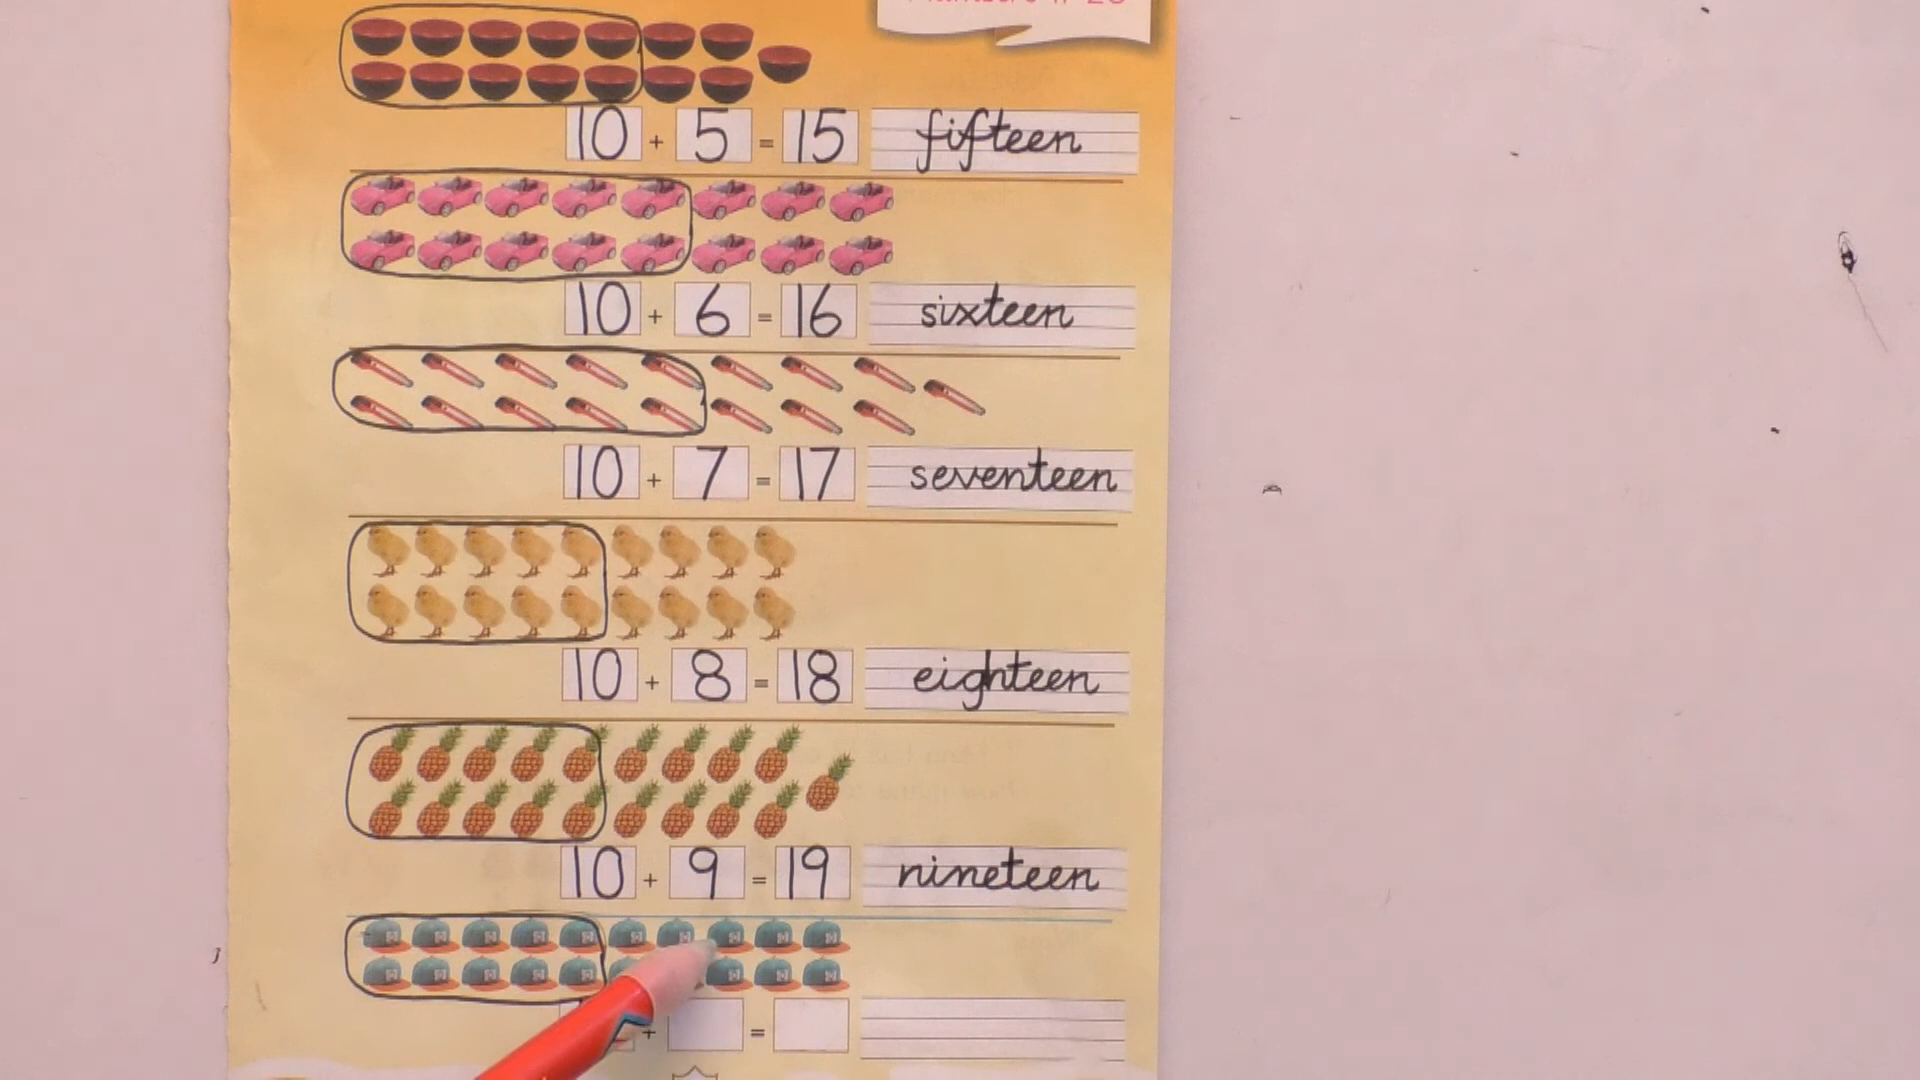 10 + 5 = 15 fifteen
10 + 6 = 16 sixteen
10 + 7 = 17 seventeen
10 + 8 = 18 eighteen
10 + 9 = 19 nineteen
+ =